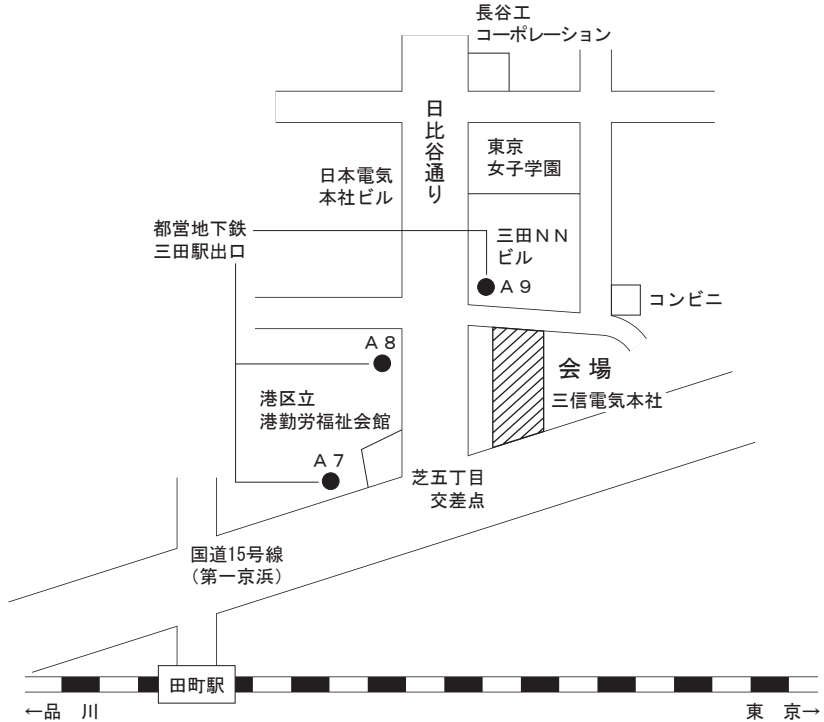 長谷工
コーポレーション
日比谷通り
東京
女子学園
日本電気
本社ビル
都営地下鉄
三田駅出口
三田ＮＮ
ビル
Ａ９
コンビニ
Ａ８
会場
三信電気本社
港区立
港勤労福祉会館
Ａ７
芝五丁目
交差点
国道15号線
（第一京浜）
田町駅
←品　川
東　京→